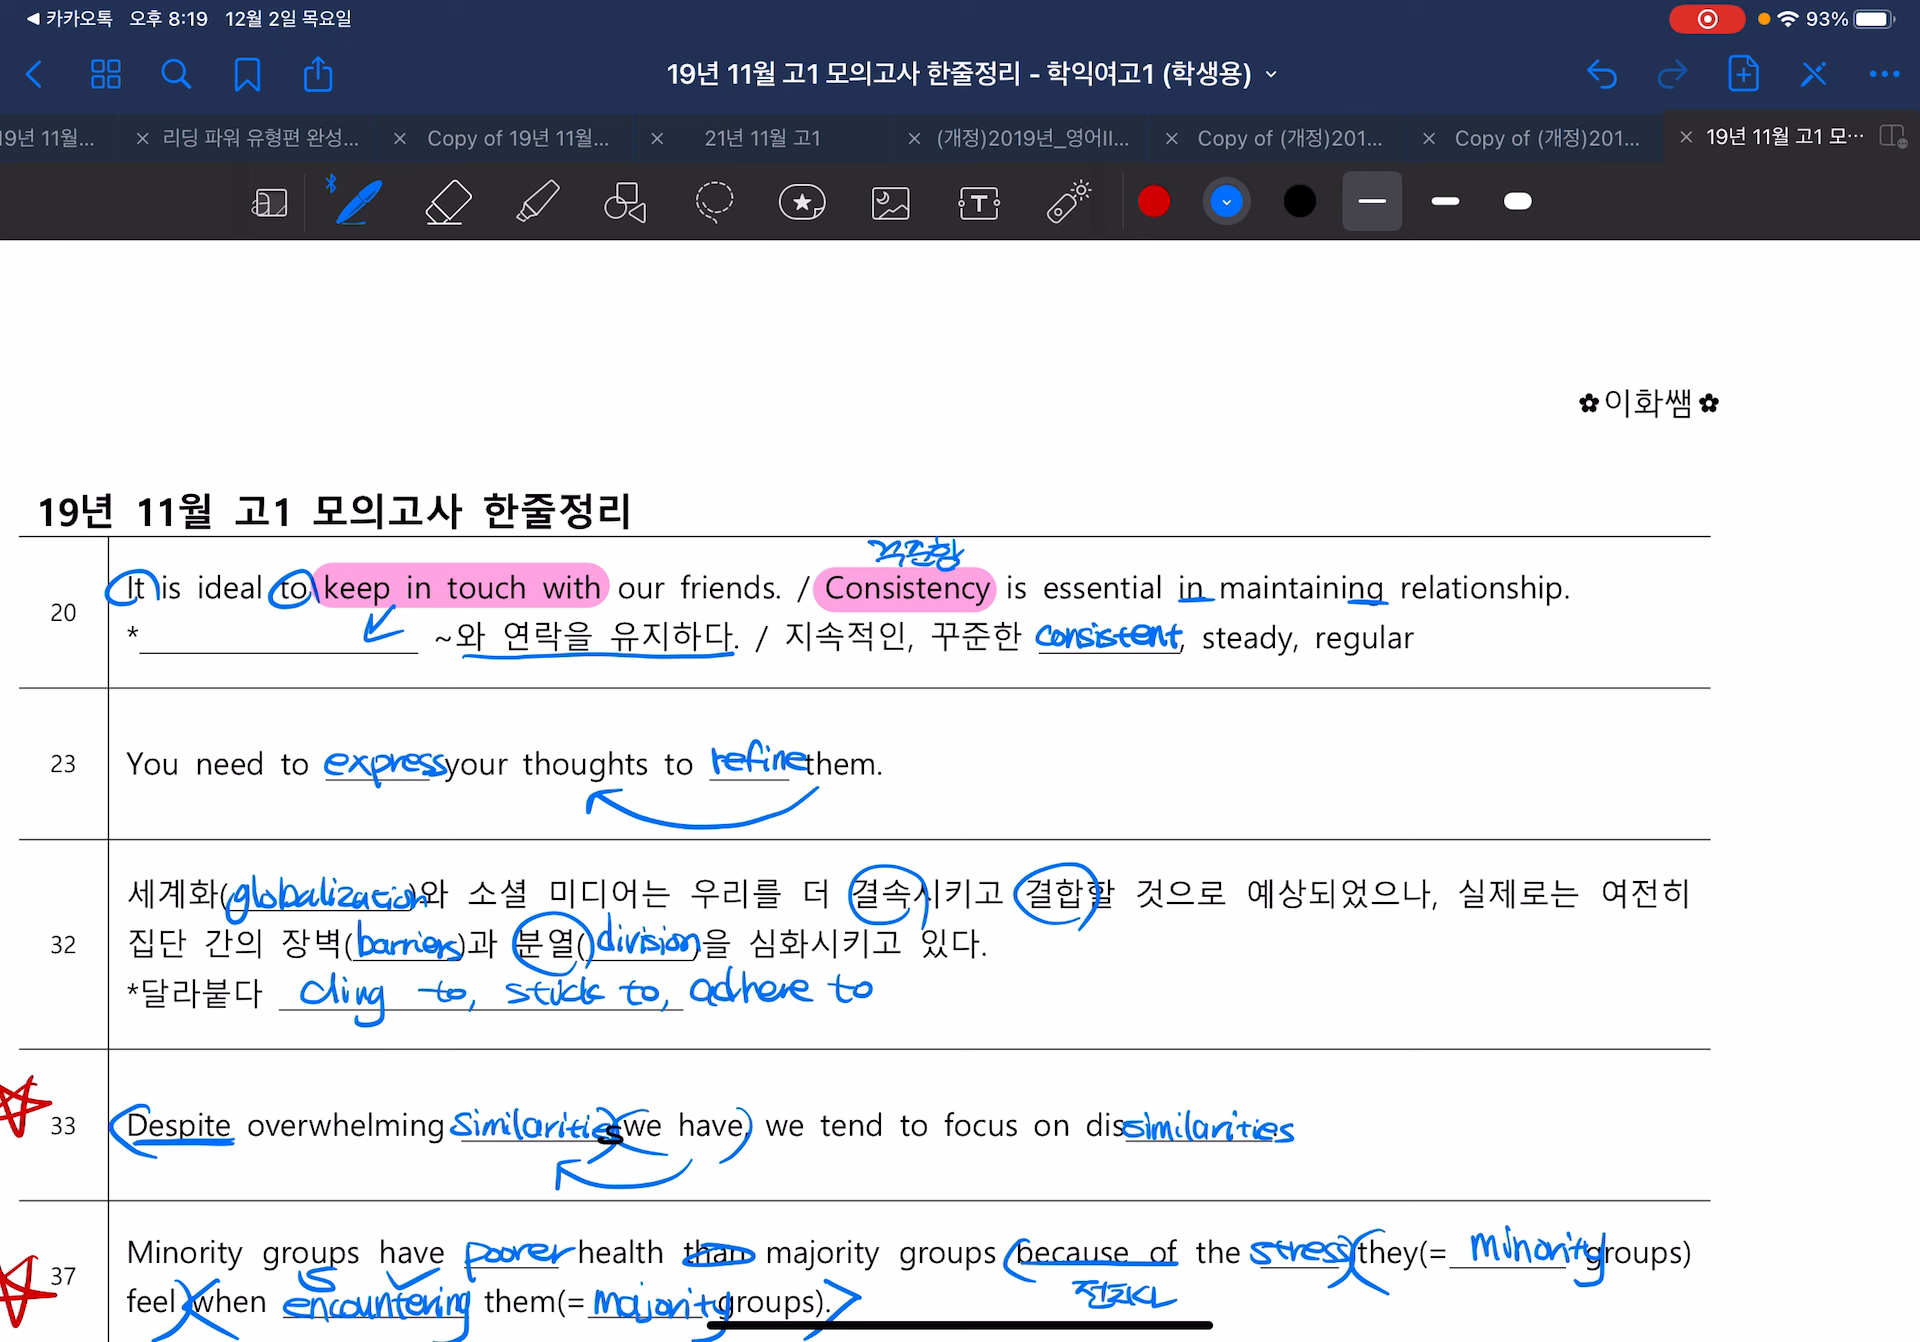 ◀ 카카오톡 오후 8:19 12월 2일 목요일 93%
19년 11월 고1 모의고사 한줄정리 - 학익여고1 (학생용)
19년 11월... × 리딩 파워 유형편 완성... × Copy of 19년 11월... × 21년 11월 고1 × (개정)2019년_영어II... × Copy of (개정)201... × Copy of (개정)201... × 19년 11월 고1 모...
✿이화쌤✿
19년 11월 고1 모의고사 한줄정리
꾸준함
20 It is ideal to keep in touch with our friends. / Consistency is essential in maintaining relationship.
* ~와 연락을 유지하다. / 지속적인, 꾸준한 consistent, steady, regular
23 You need to express your thoughts to refine them.
세계화(globalization)와 소셜 미디어는 우리를 더 결속시키고 결합할 것으로 예상되었으나, 실제로는 여전히
32 집단 간의 장벽(barriers)과 분열(division)을 심화시키고 있다.
*달라붙다 cling to, stick to, adhere to
33 Despite overwhelming similarities we have, we tend to focus on dissimilarities
37 Minority groups have poorer health than majority groups because of the stress they(= minority groups)
S 전치사
feel when encountering them(= majority groups).